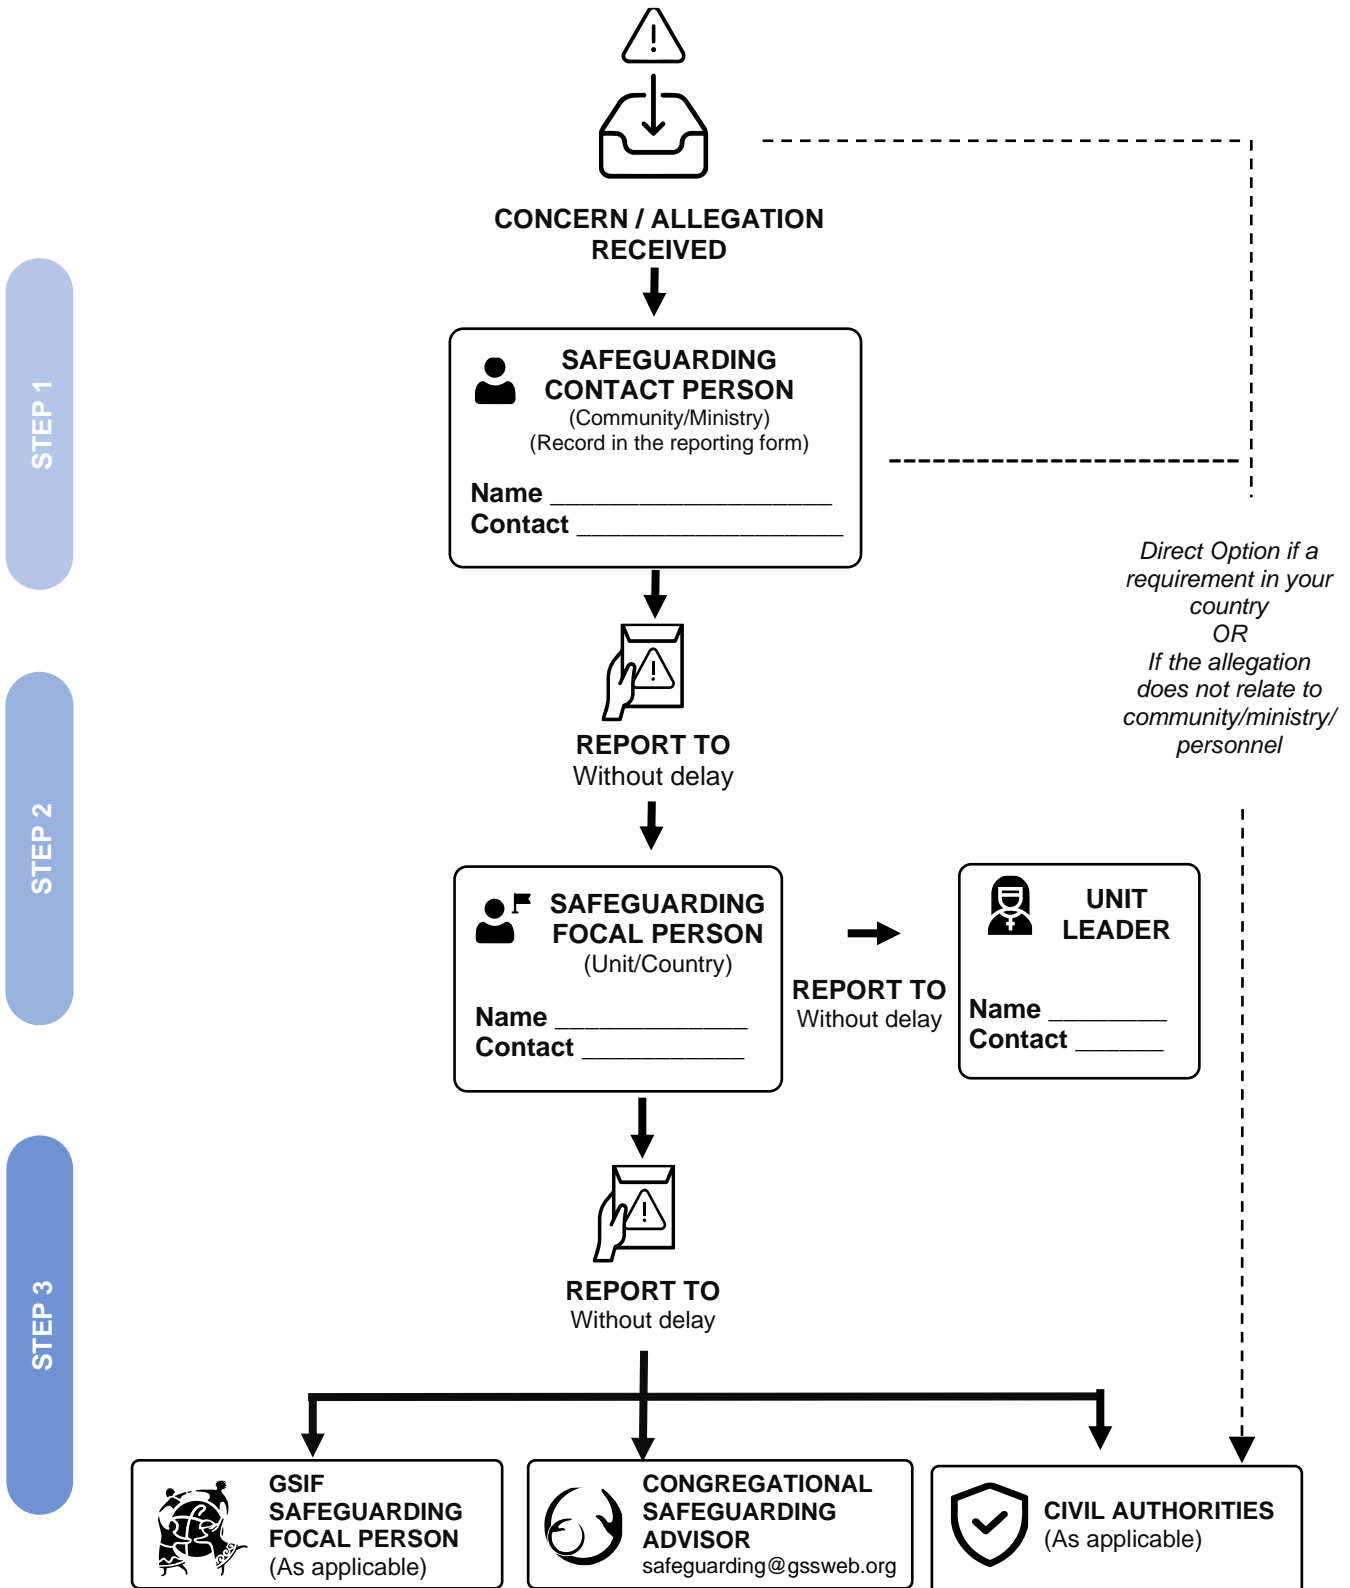 CONCERN / ALLEGATION
RECEIVED
STEP 1
SAFEGUARDING
CONTACT PERSON
(Community/Ministry)
(Record in the reporting form)
Name ___________________
Contact __________________
Direct Option if a
requirement in your
country
OR
If the allegation
does not relate to
community/ministry/
personnel
REPORT TO
Without delay
STEP 2
SAFEGUARDING
FOCAL PERSON
(Unit/Country)
Name _____________
Contact ___________
REPORT TO
Without delay
UNIT
LEADER
Name ________
Contact ______
STEP 3
REPORT TO
Without delay
GSIF
SAFEGUARDING
FOCAL PERSON
(As applicable)
CONGREGATIONAL
SAFEGUARDING
ADVISOR
safeguarding@gssweb.org
CIVIL AUTHORITIES
(As applicable)